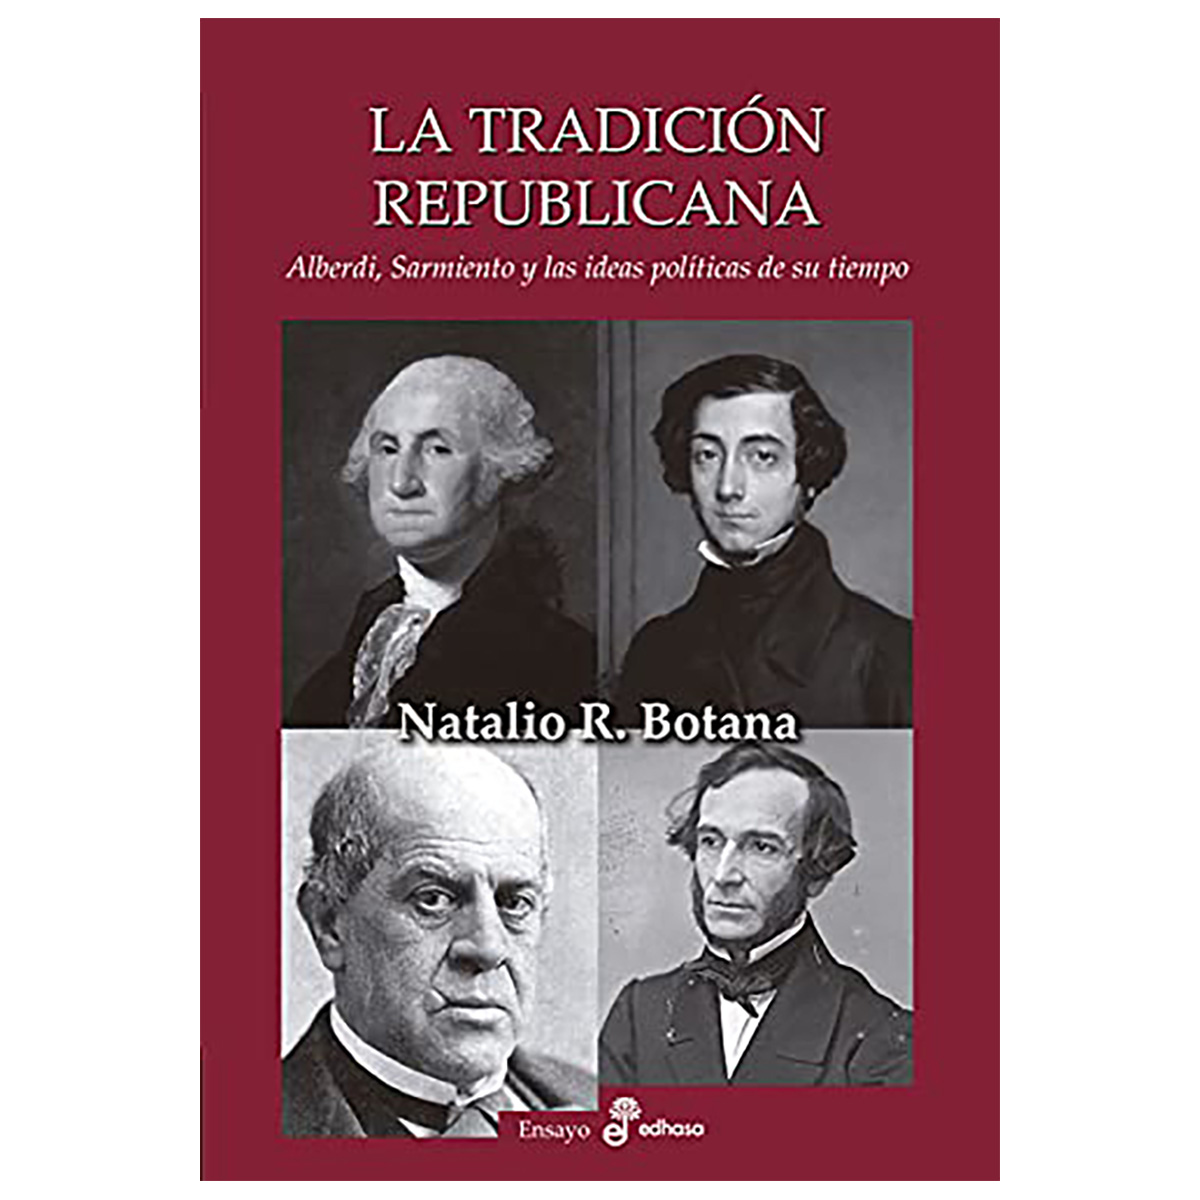 LA TRADICIÓN
REPUBLICANA
Alberdi, Sarmiento y las ideas políticas de su tiempo
Natalio R. Botana
Ensayo edhasa